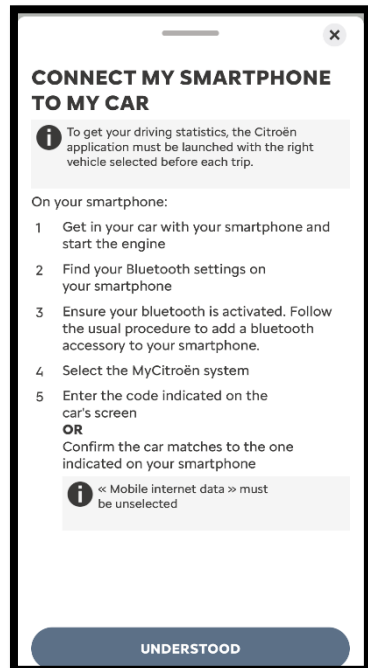 CONNECT MY SMARTPHONE
TO MY CAR
To get your driving statistics, the Citroën
application must be launched with the right
vehicle selected before each trip.
On your smartphone:
1 Get in your car with your smartphone and
start the engine
2 Find your Bluetooth settings on
your smartphone
3 Ensure your bluetooth is activated. Follow
the usual procedure to add a bluetooth
accessory to your smartphone.
4 Select the MyCitroën system
5 Enter the code indicated on the
car's screen
OR
Confirm the car matches to the one
indicated on your smartphone
« Mobile internet data » must
be unselected
UNDERSTOOD